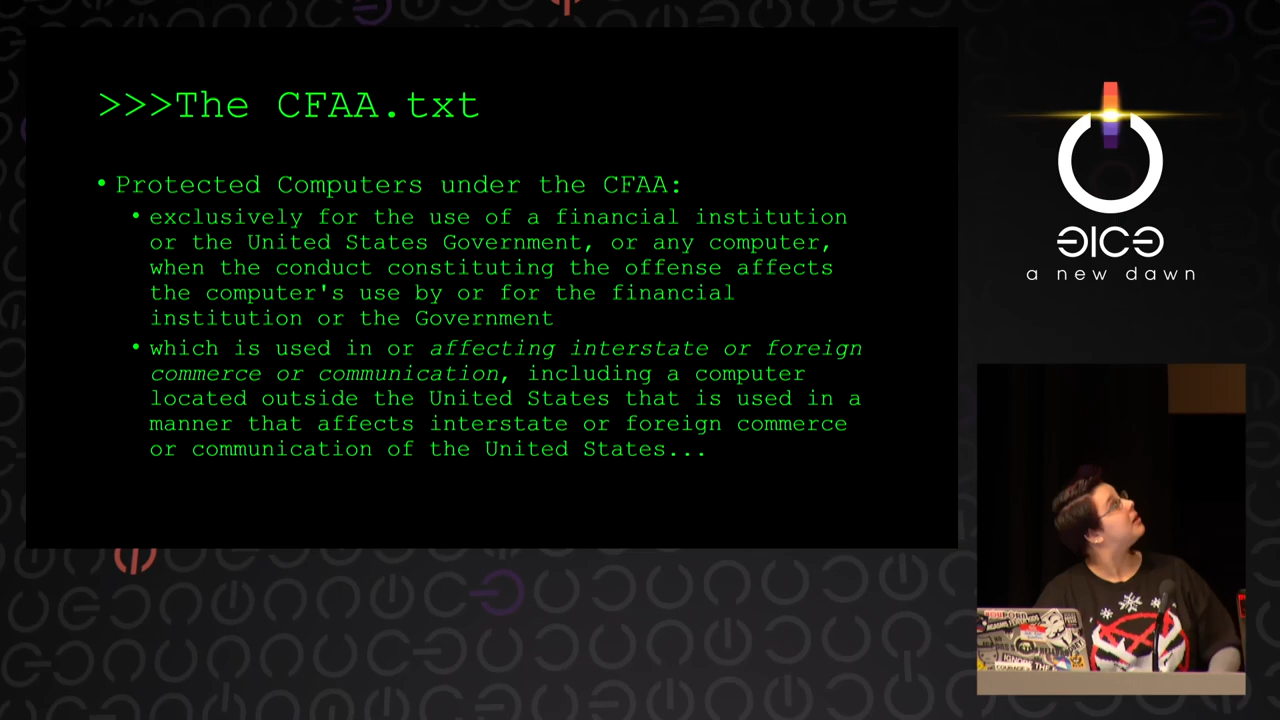 >>>The CFAA.txt
• Protected Computers under the CFAA:
• exclusively for the use of a financial institution
or the United States Government, or any computer,
when the conduct constituting the offense affects
the computer's use by or for the financial
institution or the Government
• which is used in or affecting interstate or foreign
commerce or communication, including a computer
located outside the United States that is used in a
manner that affects interstate or foreign commerce
or communication of the United States...
a new dawn